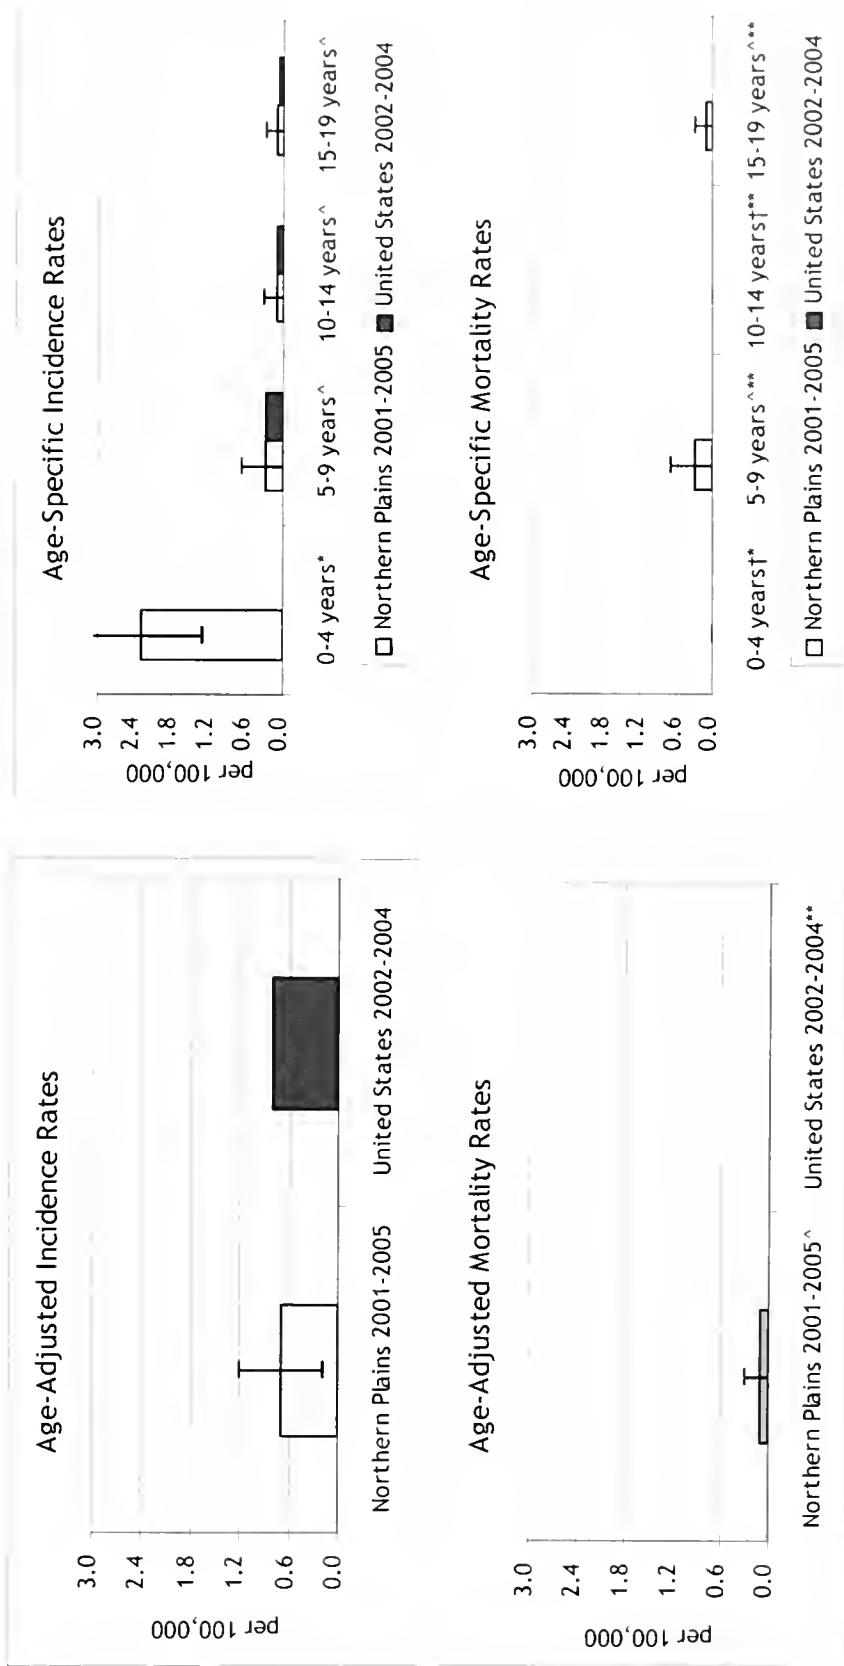 Age-Adjusted Incidence Rates
3.0
2.4
1.8
1.2
0.6
0.0
per 100,000
Northern Plains 2001-2005 United States 2002-2004
Age-Specific Incidence Rates
3.0
2.4
1.8
1.2
0.6
0.0
per 100,000
0-4 years* 5-9 years^ 10-14 years^ 15-19 years^
Northern Plains 2001-2005 United States 2002-2004
Age-Adjusted Mortality Rates
3.0
2.4
1.8
1.2
0.6
0.0
per 100,000
Northern Plains 2001-2005^ United States 2002-2004**
Age-Specific Mortality Rates
3.0
2.4
1.8
1.2
0.6
0.0
per 100,000
0-4 years†* 5-9 years^** 10-14 years†** 15-19 years^**
Northern Plains 2001-2005 United States 2002-2004